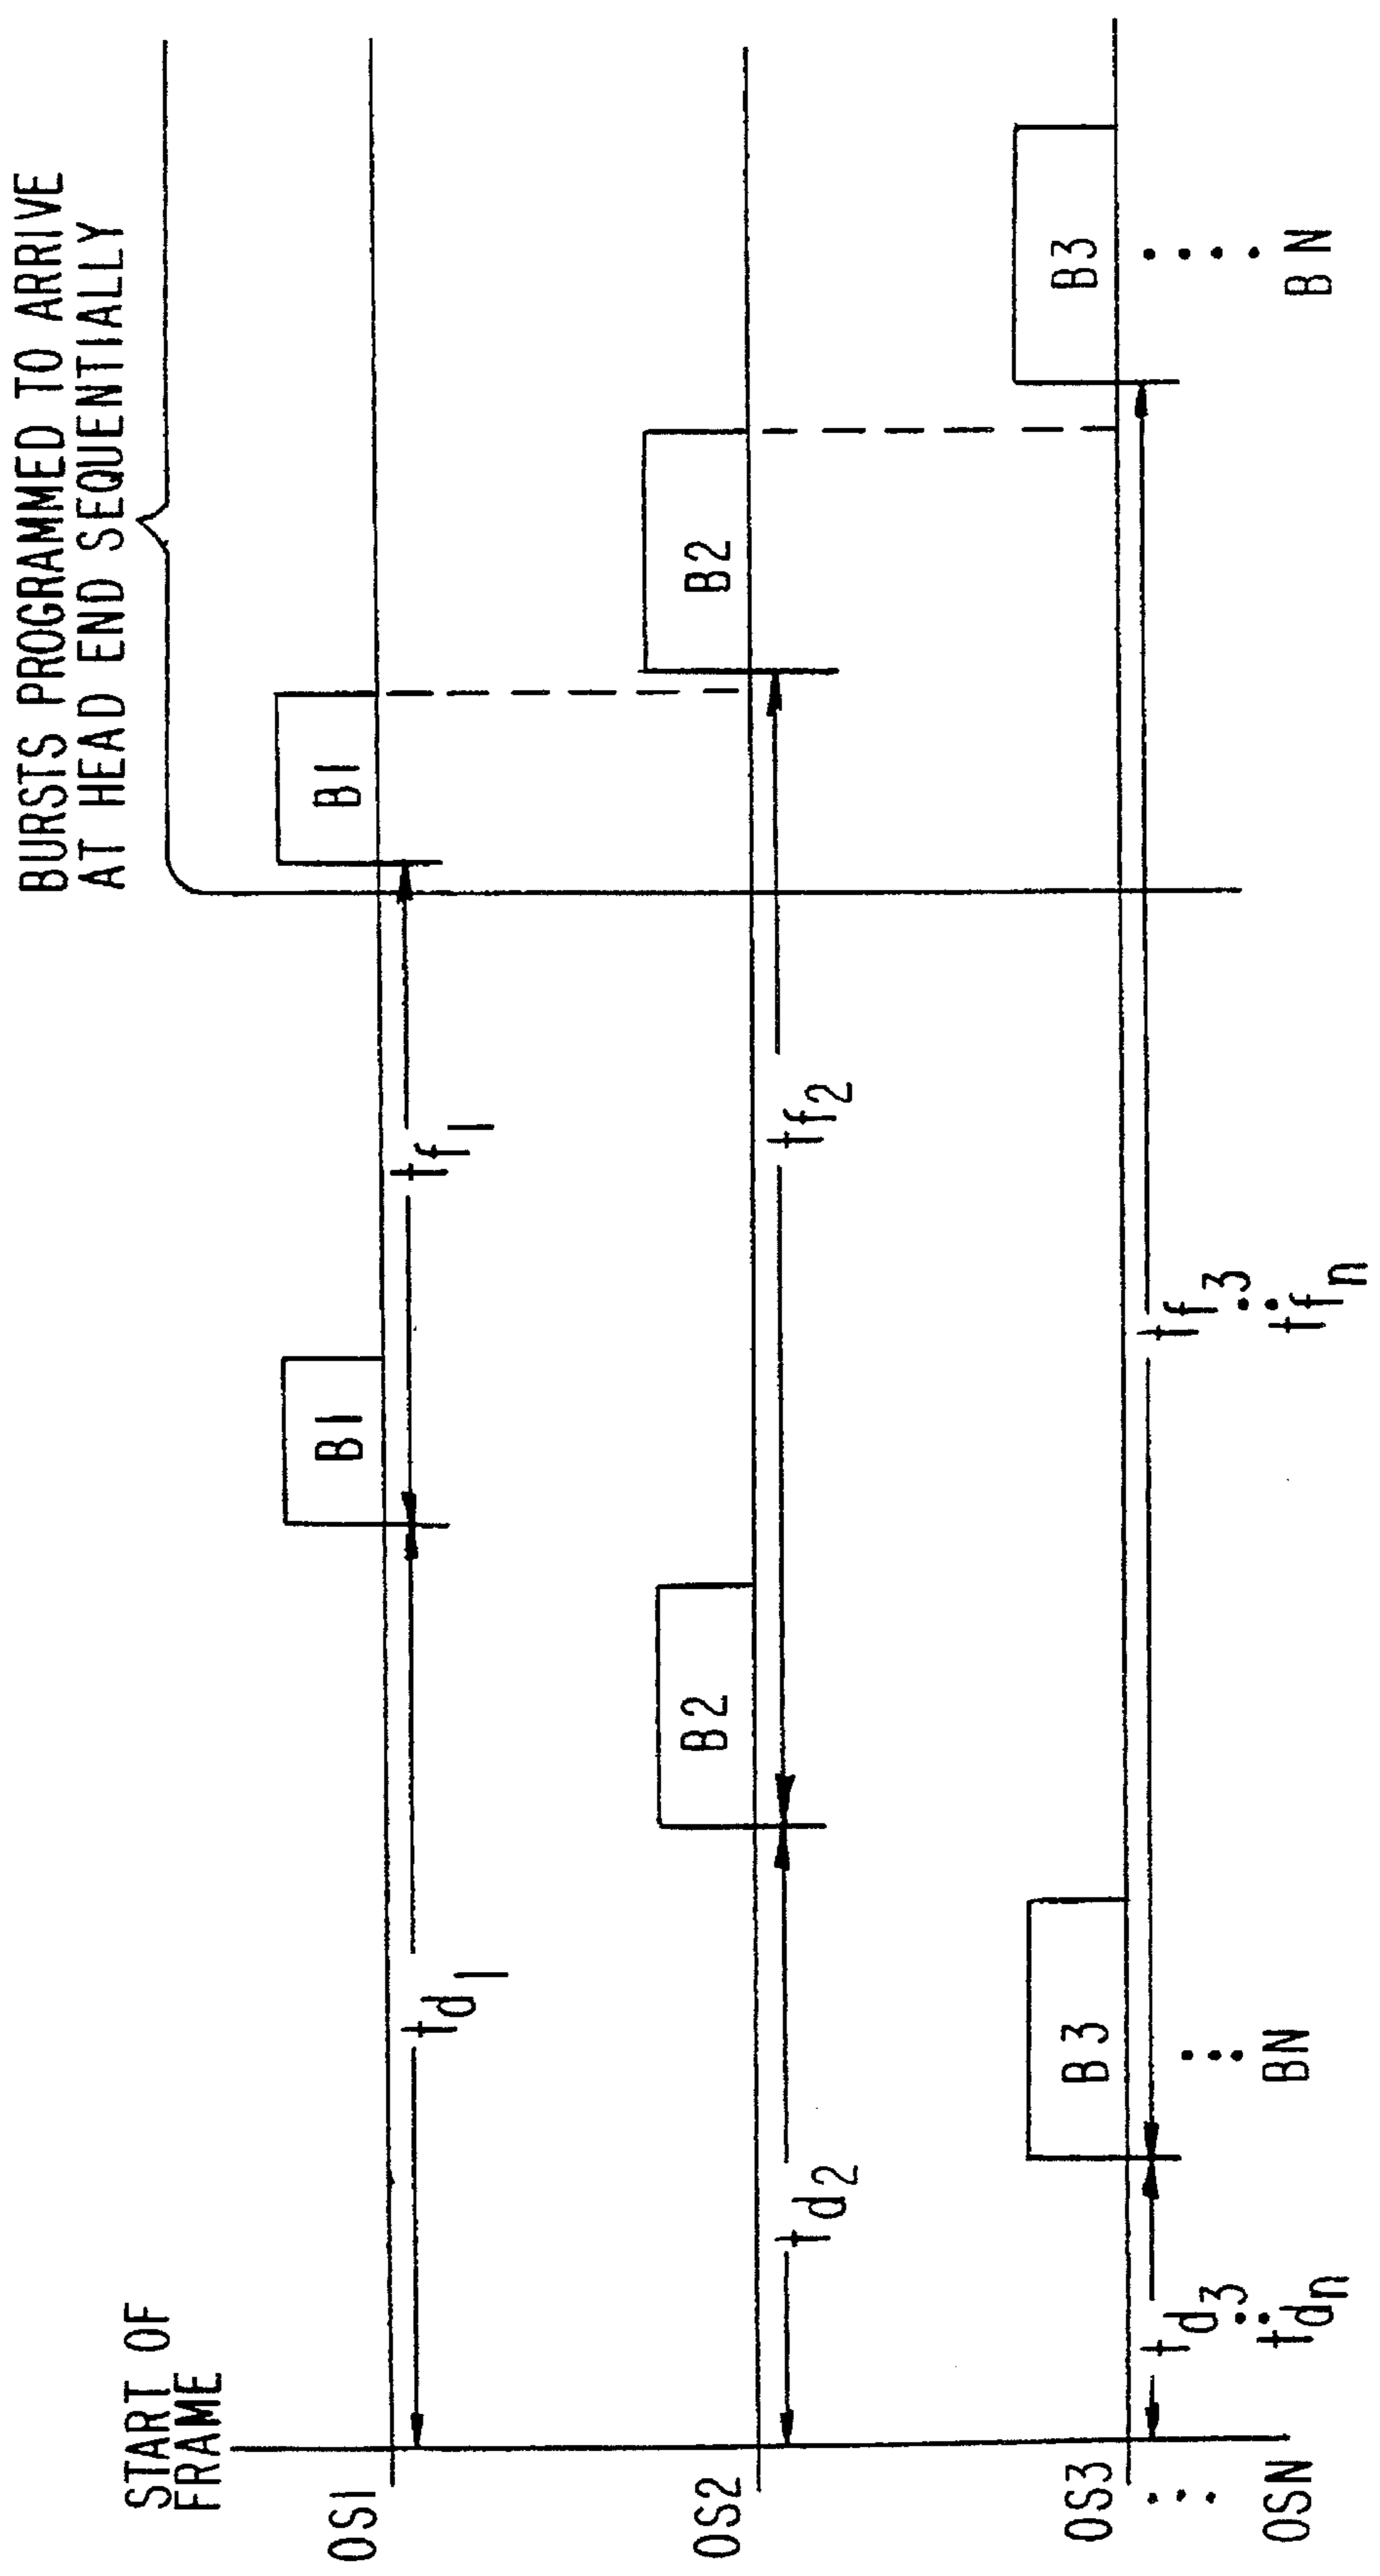 BURSTS PROGRAMMED TO ARRIVE
AT HEAD END SEQUENTIALLY
START OF
FRAME
OS1
td1
B1
tf1
B1
OS2
td2
B2
tf2
B2
OS3
td3
B3
tf3
B3
OSN
tdn
BN
tfn
BN